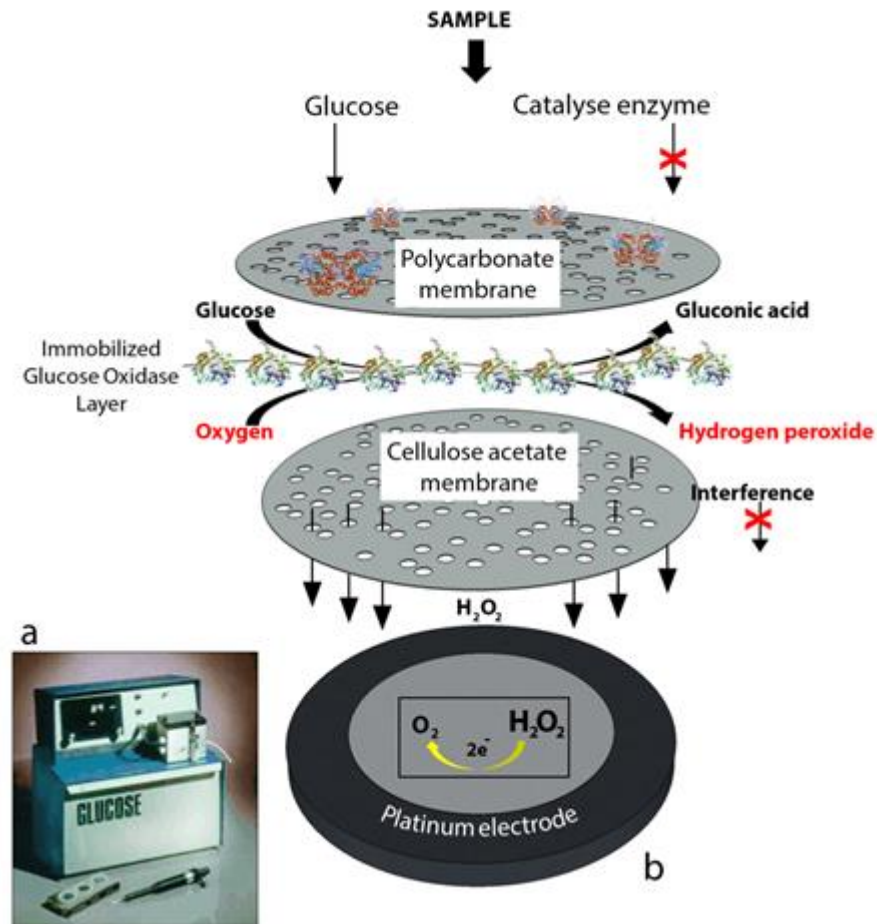 SAMPLE
Glucose
Catalyse enzyme
Polycarbonate
membrane
Glucose
Gluconic acid
Immobilized
Glucose Oxidase
Layer
Oxygen
Hydrogen peroxide
Cellulose acetate
membrane
Interference
H₂O₂
a
GLUCOSE
O₂
2e⁻
H₂O₂
Platinum electrode
b